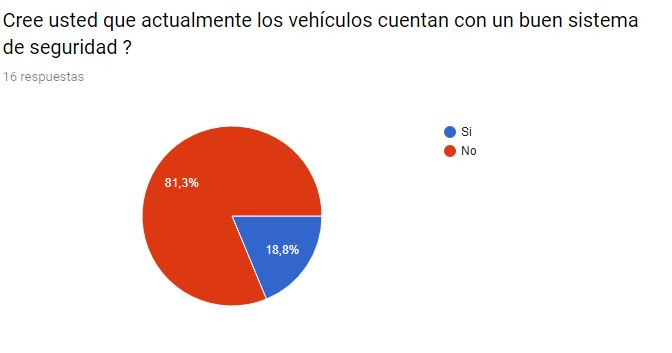 Cree usted que actualmente los vehículos cuentan con un buen sistema
de seguridad ?
16 respuestas
Si
No
81,3%
18,8%